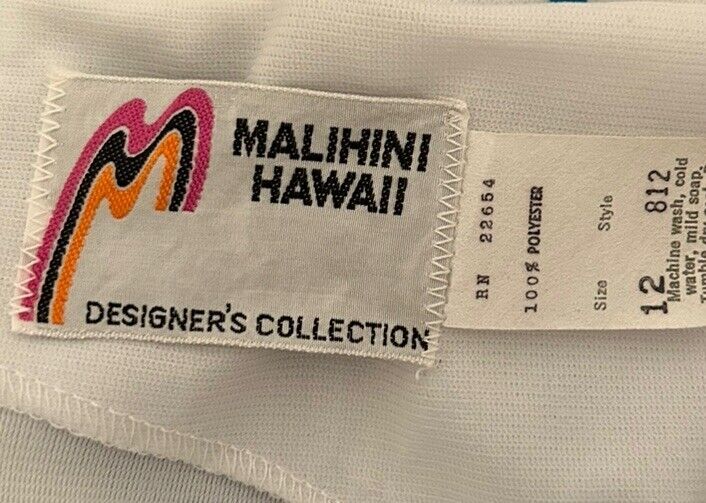 MALIHINI
HAWAII
DESIGNER'S COLLECTION
RN 22654
100% POLYESTER
Size Style
12 812
Machine wash, cold
water, mild soap.